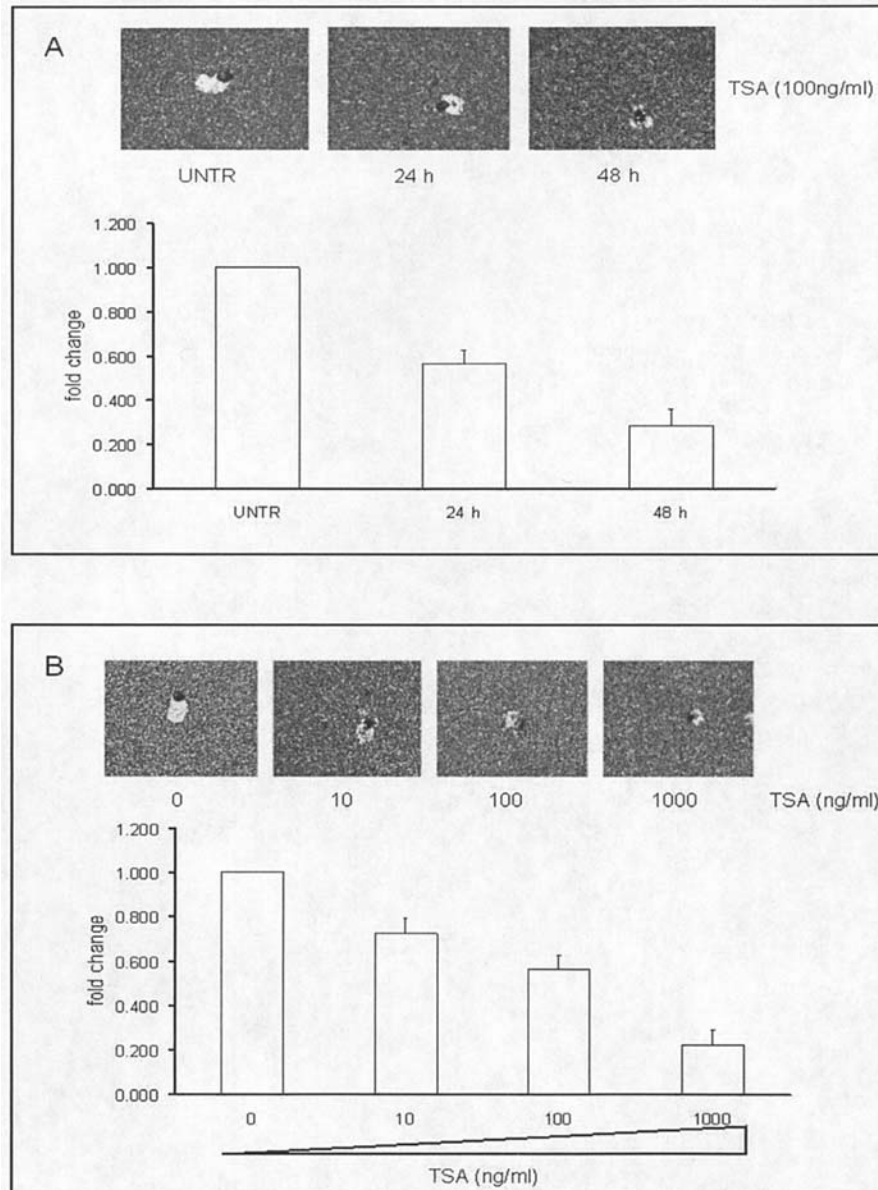 A
TSA (100ng/ml)
UNTR 24 h 48 h
1.200
1.000
0.800
0.600
0.400
0.200
0.000
fold change
UNTR 24 h 48 h
B
0 10 100 1000 TSA (ng/ml)
1.200
1.000
0.800
0.600
0.400
0.200
0.000
fold change
0 10 100 1000
TSA (ng/ml)